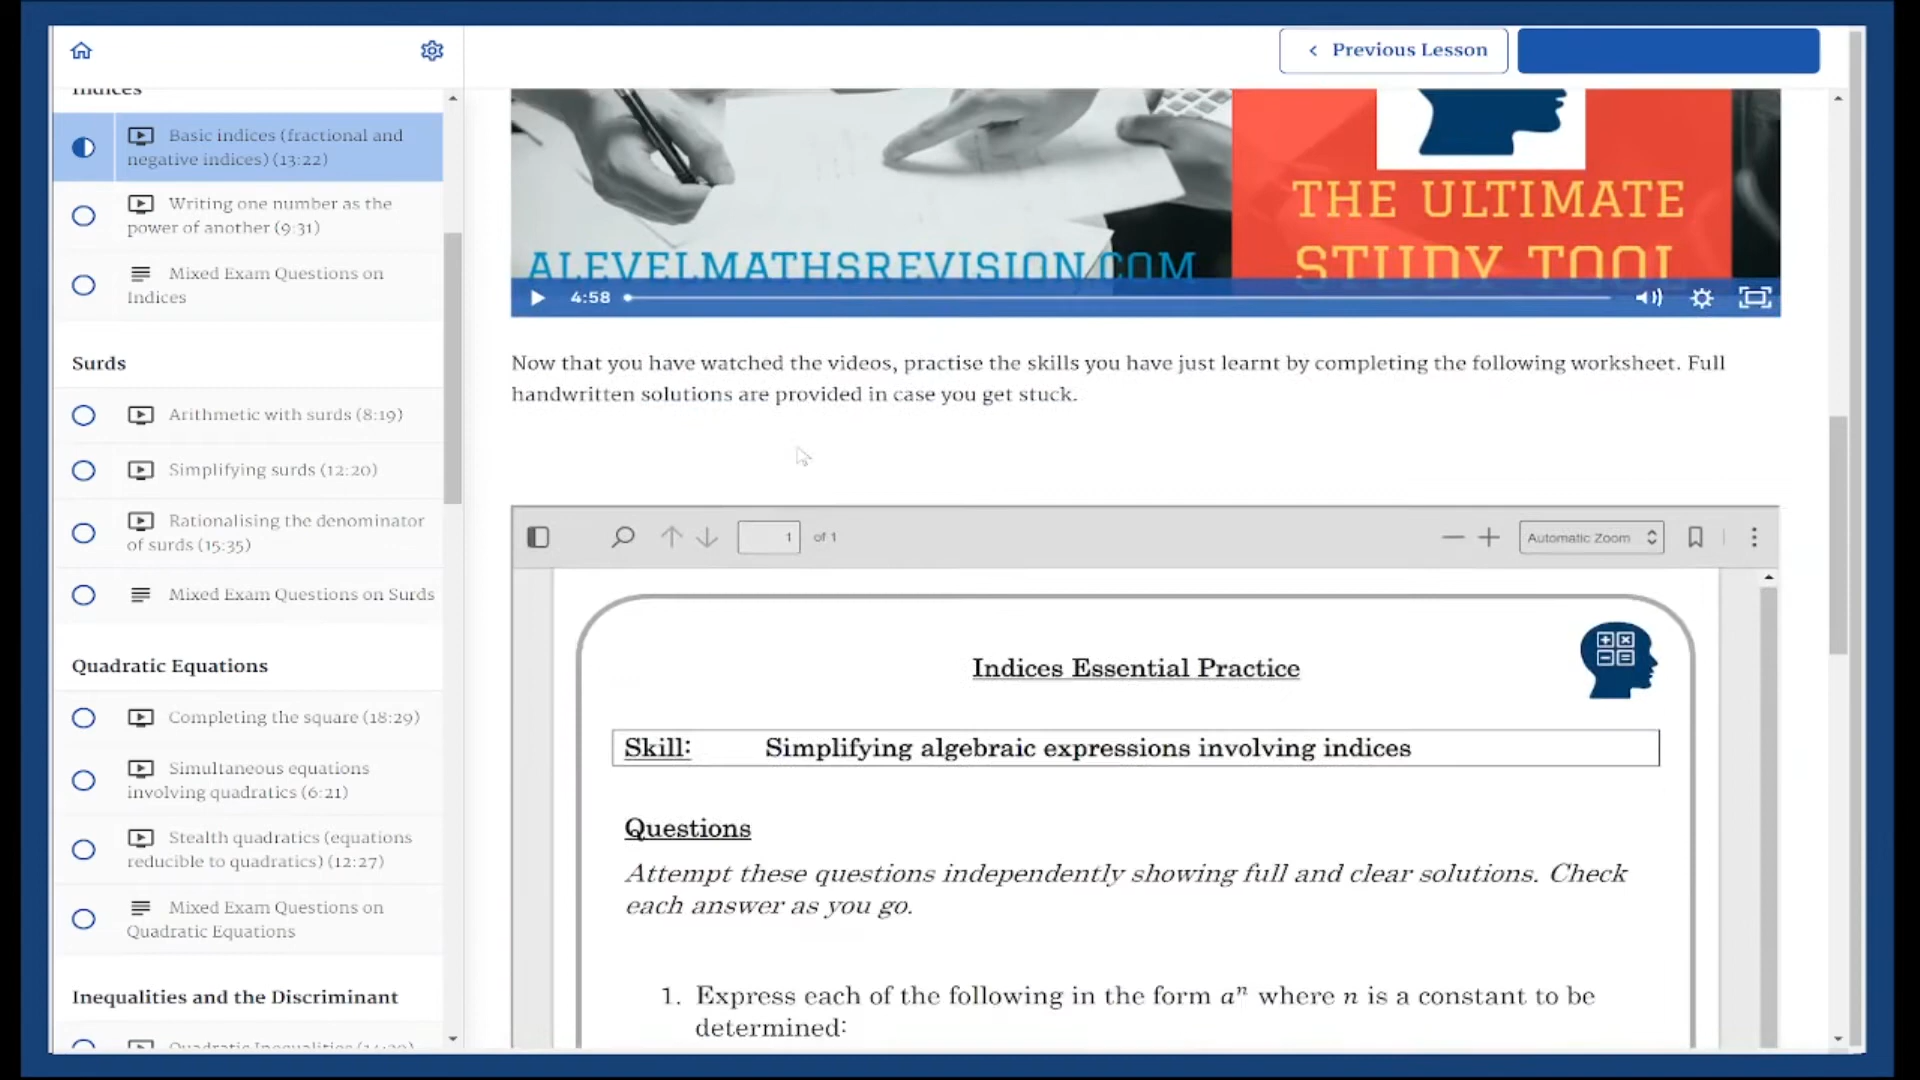 Previous Lesson
Indices
Basic indices (fractional and
negative indices) (13:22)
Writing one number as the
power of another (9:31)
Mixed Exam Questions on
Indices
Surds
Arithmetic with surds (8:19)
Simplifying surds (12:20)
Rationalising the denominator
of surds (15:35)
Mixed Exam Questions on Surds
Quadratic Equations
Completing the square (18:29)
Simultaneous equations
involving quadratics (6:21)
Stealth quadratics (equations
reducible to quadratics) (12:27)
Mixed Exam Questions on
Quadratic Equations
Inequalities and the Discriminant
Quadratic Inequalities
THE ULTIMATE
STUDY TOOL
ALEVELMATHSREVISION.COM
4:58
Now that you have watched the videos, practise the skills you have just learnt by completing the following worksheet. Full
handwritten solutions are provided in case you get stuck.
1 of 1
Automatic Zoom
Indices Essential Practice
Skill: Simplifying algebraic expressions involving indices
Questions
Attempt these questions independently showing full and clear solutions. Check
each answer as you go.
1. Express each of the following in the form aⁿ where n is a constant to be
determined: